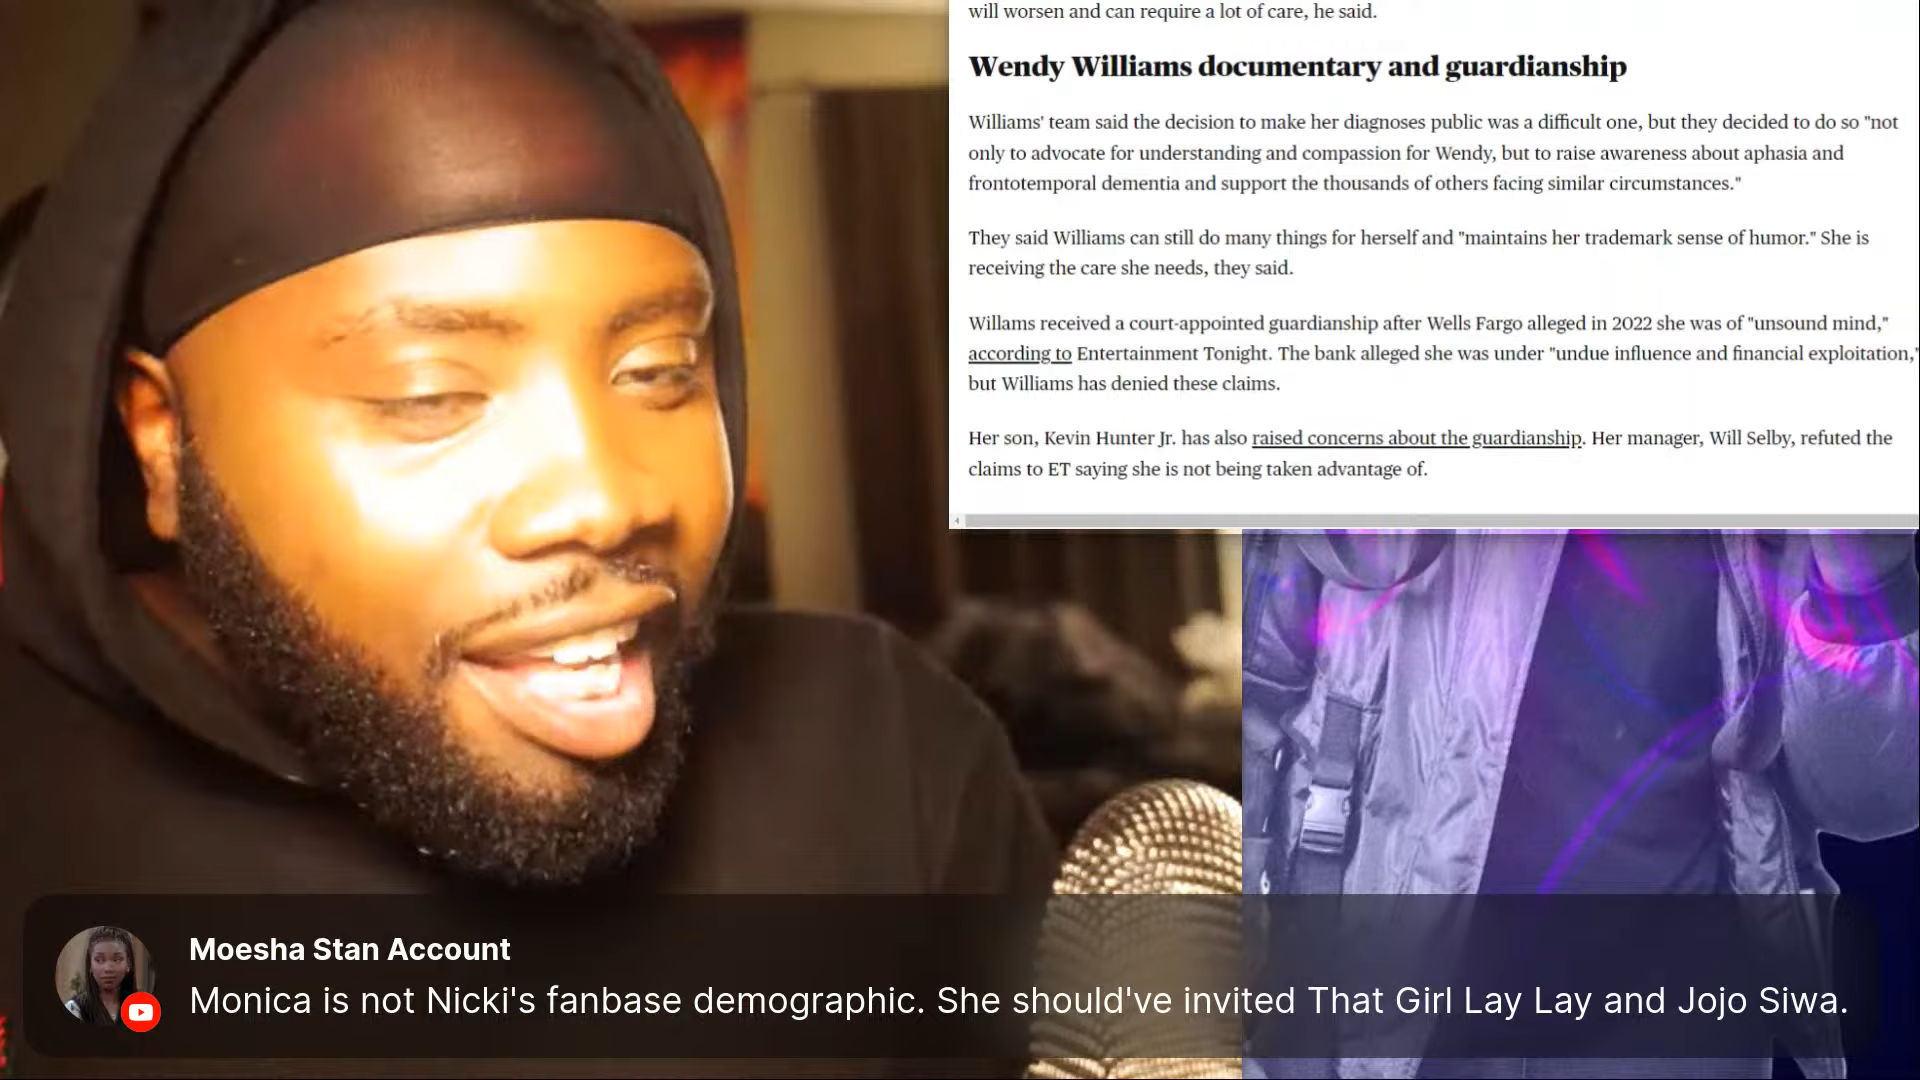 will worsen and can require a lot of care, he said.
Wendy Williams documentary and guardianship
Williams' team said the decision to make her diagnoses public was a difficult one, but they decided to do so "not
only to advocate for understanding and compassion for Wendy, but to raise awareness about aphasia and
frontotemporal dementia and support the thousands of others facing similar circumstances."
They said Williams can still do many things for herself and "maintains her trademark sense of humor." She is
receiving the care she needs, they said.
Willams received a court-appointed guardianship after Wells Fargo alleged in 2022 she was of "unsound mind,"
according to Entertainment Tonight. The bank alleged she was under "undue influence and financial exploitation,"
but Williams has denied these claims.
Her son, Kevin Hunter Jr. has also raised concerns about the guardianship. Her manager, Will Selby, refuted the
claims to ET saying she is not being taken advantage of.
Moesha Stan Account
Monica is not Nicki's fanbase demographic. She should've invited That Girl Lay Lay and Jojo Siwa.